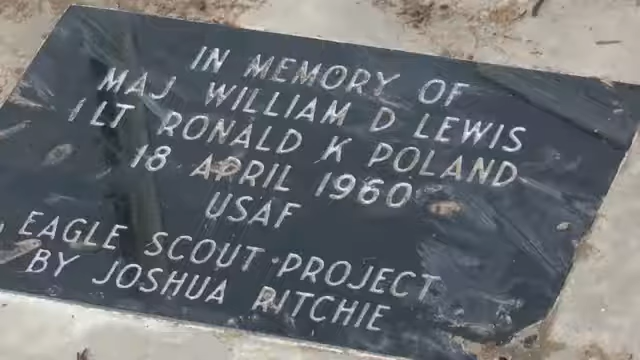 IN MEMORY OF
MAJ WILLIAM D LEWIS
1LT RONALD K POLAND
18 APRIL 1960
USAF
EAGLE SCOUT PROJECT
BY JOSHUA RITCHIE